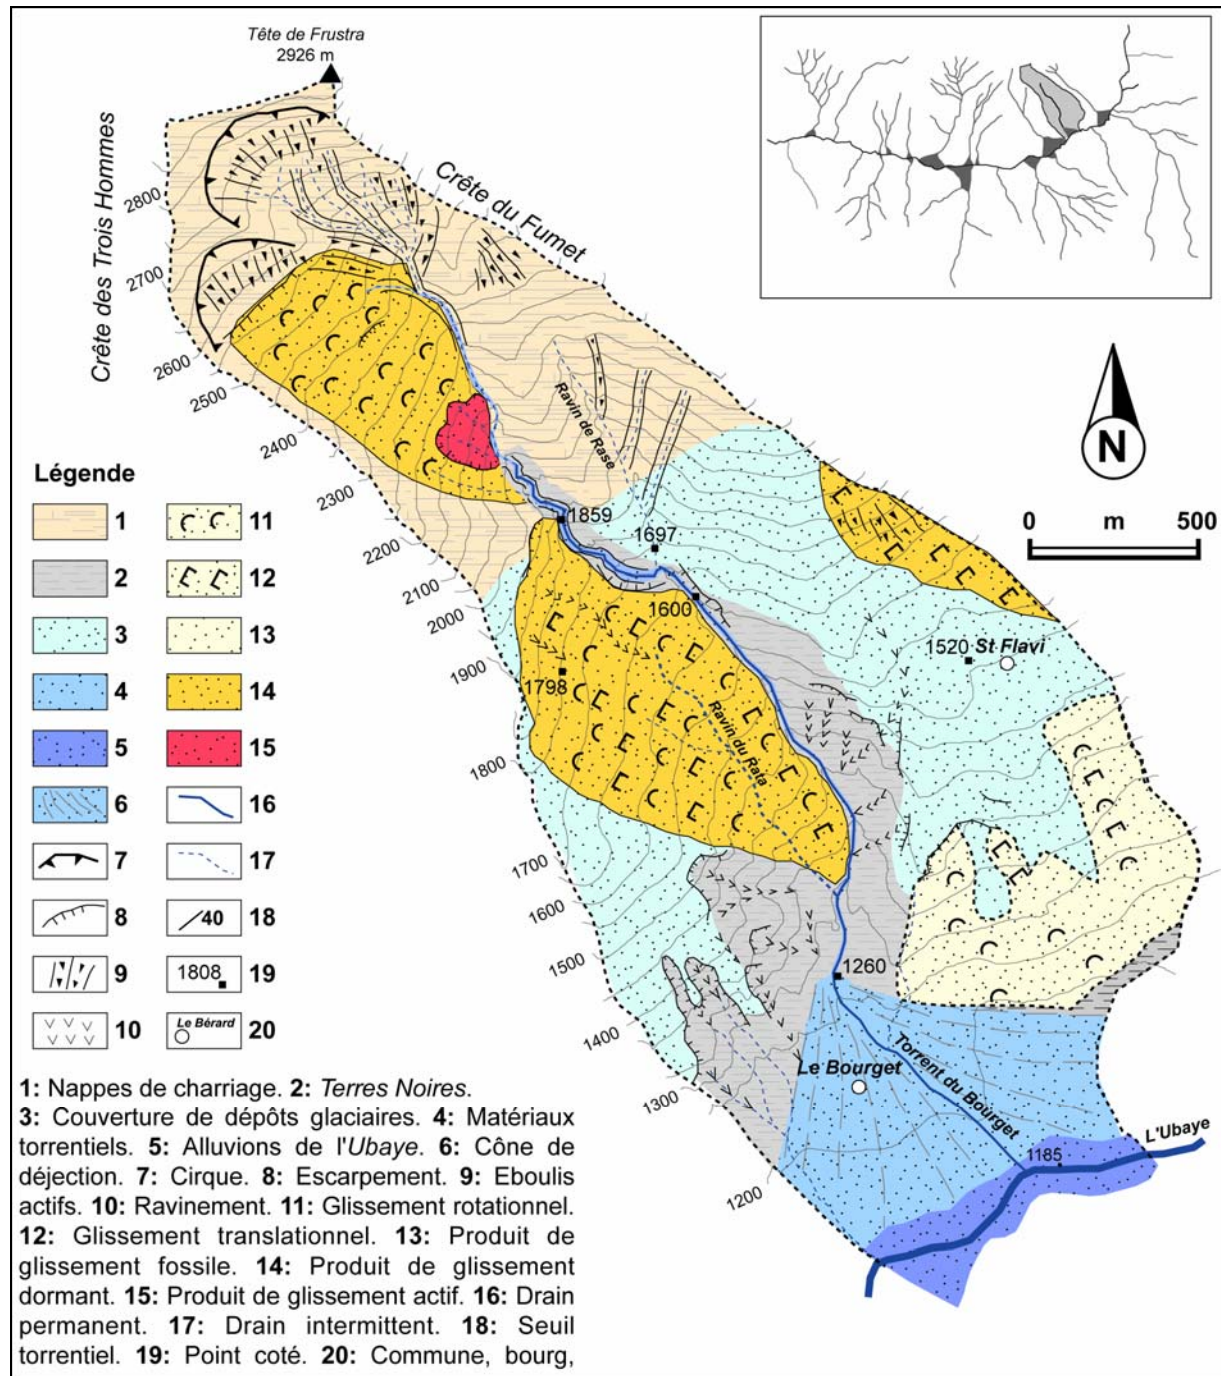 Tête de Frustra
2926 m
Crête des Trois Hommes
Crête du Fumet
2800
2700
2600
2500
2400
2300
2200
2100
2000
1900
1800
1700
1600
1500
1400
1300
1200
Ravin de Rase
1859
1697
1600
1798
Ravin du Rata
1520
St Flavi
1260
Le Bourget
Torrent du Bourget
1185
L'Ubaye
N
0 m 500
Légende
1
2
3
4
5
6
7
8
9
10
11
12
13
14
15
16
17
40 18
1808 19
Le Bérard 20
1: Nappes de charriage. 2: Terres Noires.
3: Couverture de dépôts glaciaires. 4: Matériaux
torrentiels. 5: Alluvions de l'Ubaye. 6: Cône de
déjection. 7: Cirque. 8: Escarpement. 9: Eboulis
actifs. 10: Ravinement. 11: Glissement rotationnel.
12: Glissement translationnel. 13: Produit de
glissement fossile. 14: Produit de glissement
dormant. 15: Produit de glissement actif. 16: Drain
permanent. 17: Drain intermittent. 18: Seuil
torrentiel. 19: Point coté. 20: Commune, bourg,